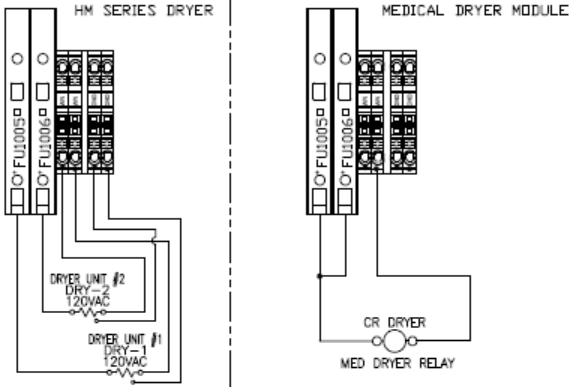 HM SERIES DRYER
FU1005
FU1006
DRYER UNIT #2
DRY-2
120VAC
DRYER UNIT #1
DRY-1
120VAC
MEDICAL DRYER MODULE
FU1005
FU1006
CR DRYER
MED DRYER RELAY